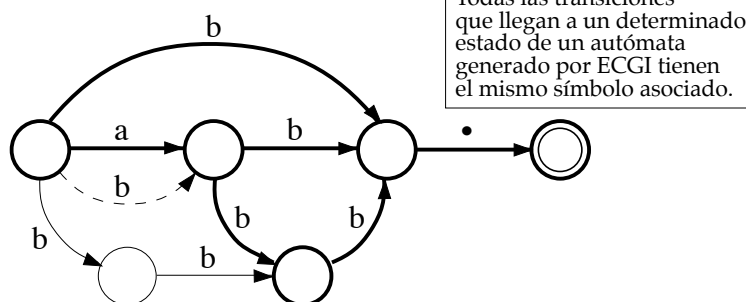 Todas las transiciones
que llegan a un determinado
estado de un autómata
generado por ECGI tienen
el mismo símbolo asociado.
b
a
b
•
b
b
b
b
b